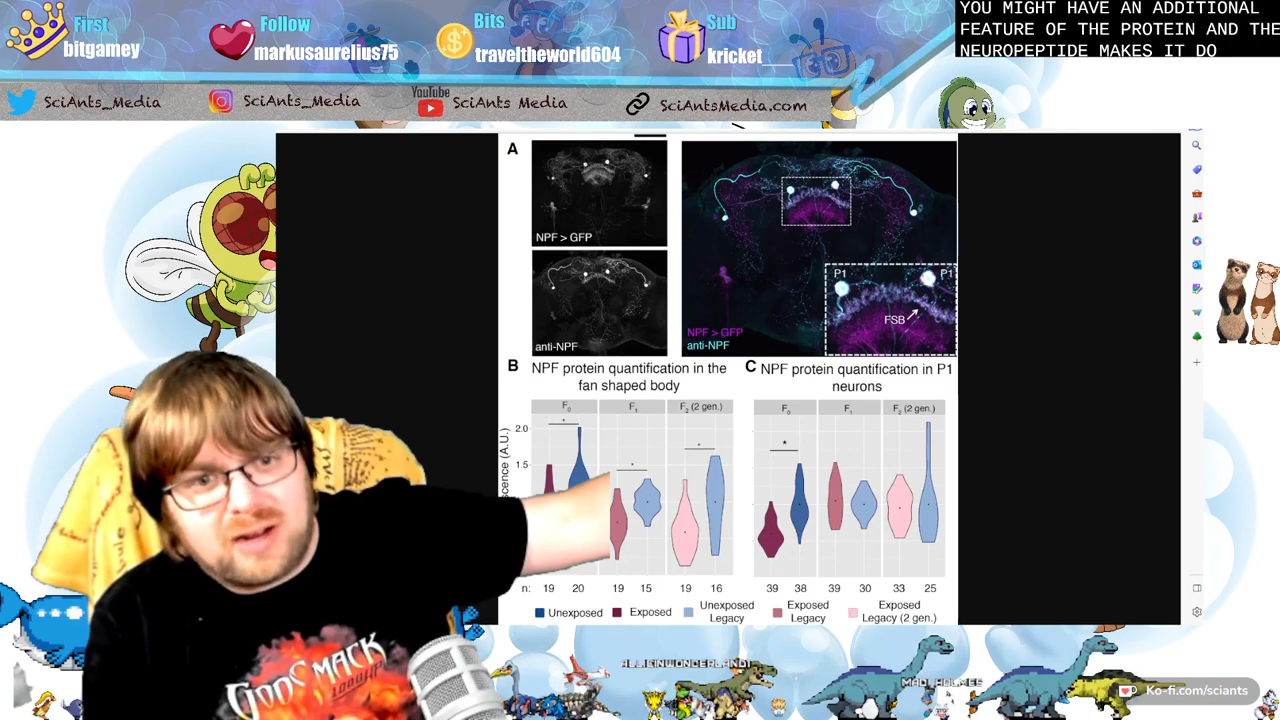 First
bitgamey
Follow
markusaurelius75
Bits
traveltheworld604
Sub
kricket____
YOU MIGHT HAVE AN ADDITIONAL
FEATURE OF THE PROTEIN AND THE
NEUROPEPTIDE MAKES IT DO
SciAnts_Media
SciAnts_Media
YouTube
SciAnts Media
SciAntsMedia.com
A
NPF > GFP
anti-NPF
P1
P1
FSB
NPF > GFP
anti-NPF
B
NPF protein quantification in the
fan shaped body
C
NPF protein quantification in P1
neurons
F0
F1
F2 (2 gen.)
F0
F1
F2 (2 gen.)
2.0
1.5
scence (A.U.)
* * * *
n: 19 20 19 15 19 16
39 38 39 30 33 25
Unexposed
Exposed
Unexposed
Legacy
Exposed
Legacy
Exposed
Legacy (2 gen.)
GODSMACK
1000HP
ALLIGINWONDERLAND1
MAD_HOLMES
Ko-fi.com/sciants